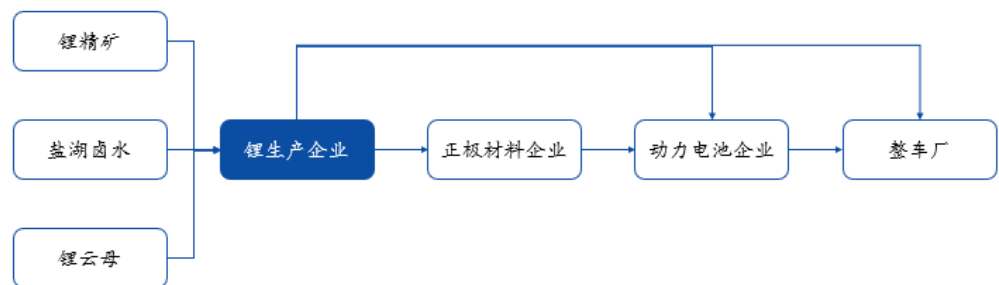 锂精矿
盐湖卤水
锂生产企业
正极材料企业
动力电池企业
整车厂
锂云母